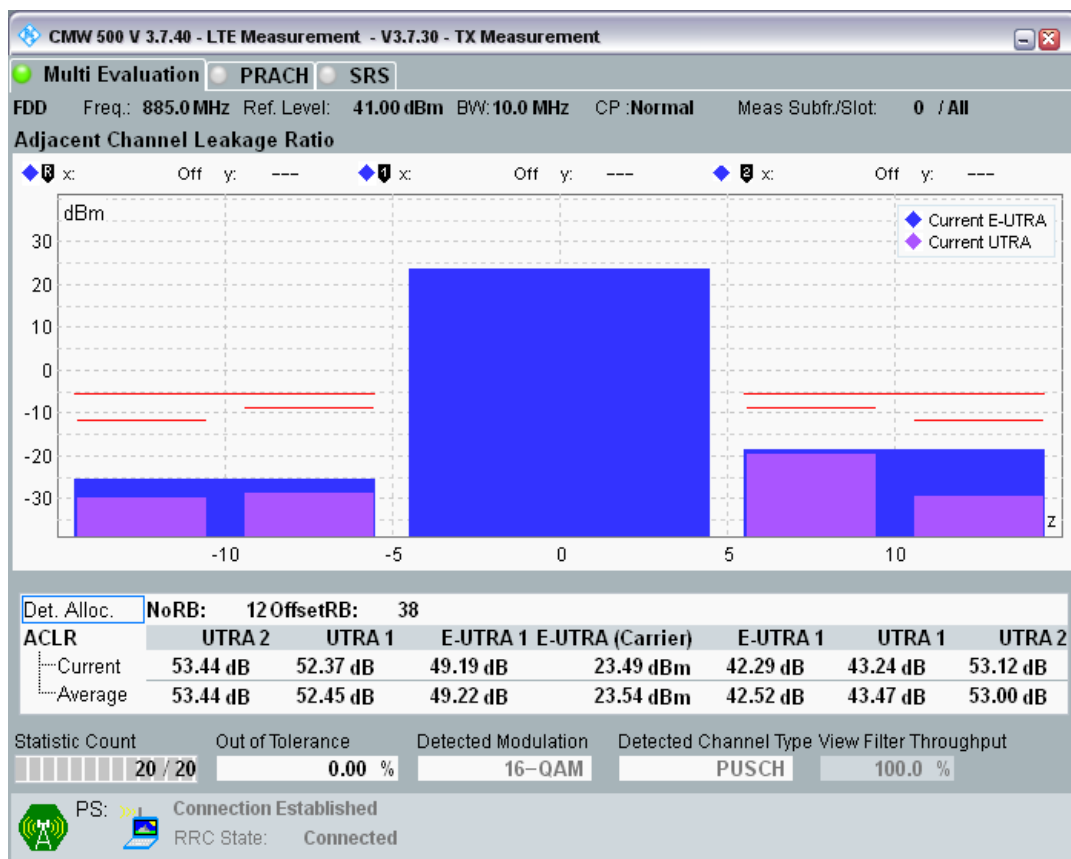 CMW 500 V 3.7.40 - LTE Measurement - V3.7.30 - TX Measurement
Multi Evaluation PRACH SRS
FDD Freq.: 885.0 MHz Ref. Level: 41.00 dBm BW: 10.0 MHz CP :Normal Meas Subfr./Slot: 0 / All
Adjacent Channel Leakage Ratio
R x: Off y: --- 1 x: Off y: --- 2 x: Off y: ---
dBm
Current E-UTRA
Current UTRA
30
20
10
0
-10
-20
-30
z
-10 -5 0 5 10
Det. Alloc. NoRB: 12 OffsetRB: 38
ACLR UTRA 2 UTRA 1 E-UTRA 1 E-UTRA (Carrier) E-UTRA 1 UTRA 1 UTRA 2
Current 53.44 dB 52.37 dB 49.19 dB 23.49 dBm 42.29 dB 43.24 dB 53.12 dB
Average 53.44 dB 52.45 dB 49.22 dB 23.54 dBm 42.52 dB 43.47 dB 53.00 dB
Statistic Count Out of Tolerance Detected Modulation Detected Channel Type View Filter Throughput
20 / 20 0.00 % 16-QAM PUSCH 100.0 %
PS: Connection Established
RRC State: Connected